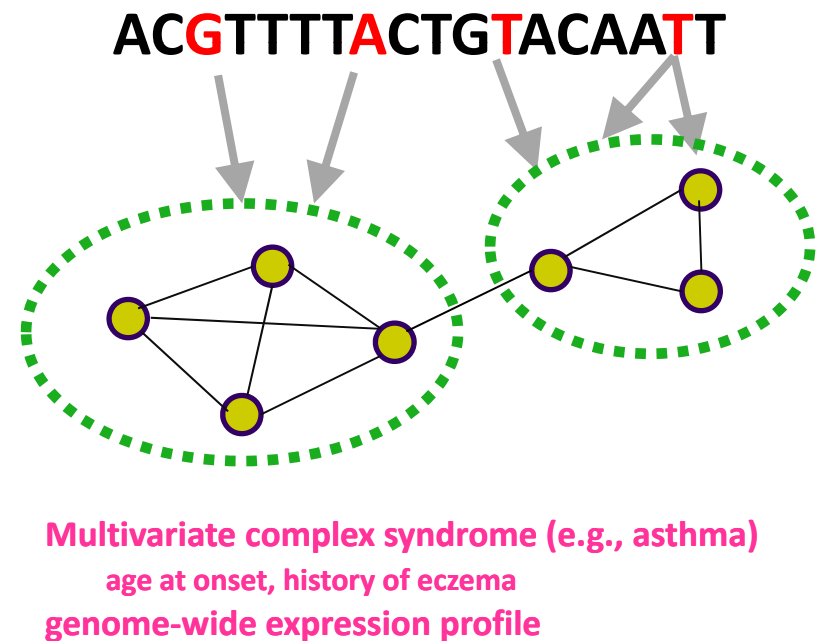 ACGTTTTACTGTACAATT
Multivariate complex syndrome (e.g., asthma)
age at onset, history of eczema
genome-wide expression profile